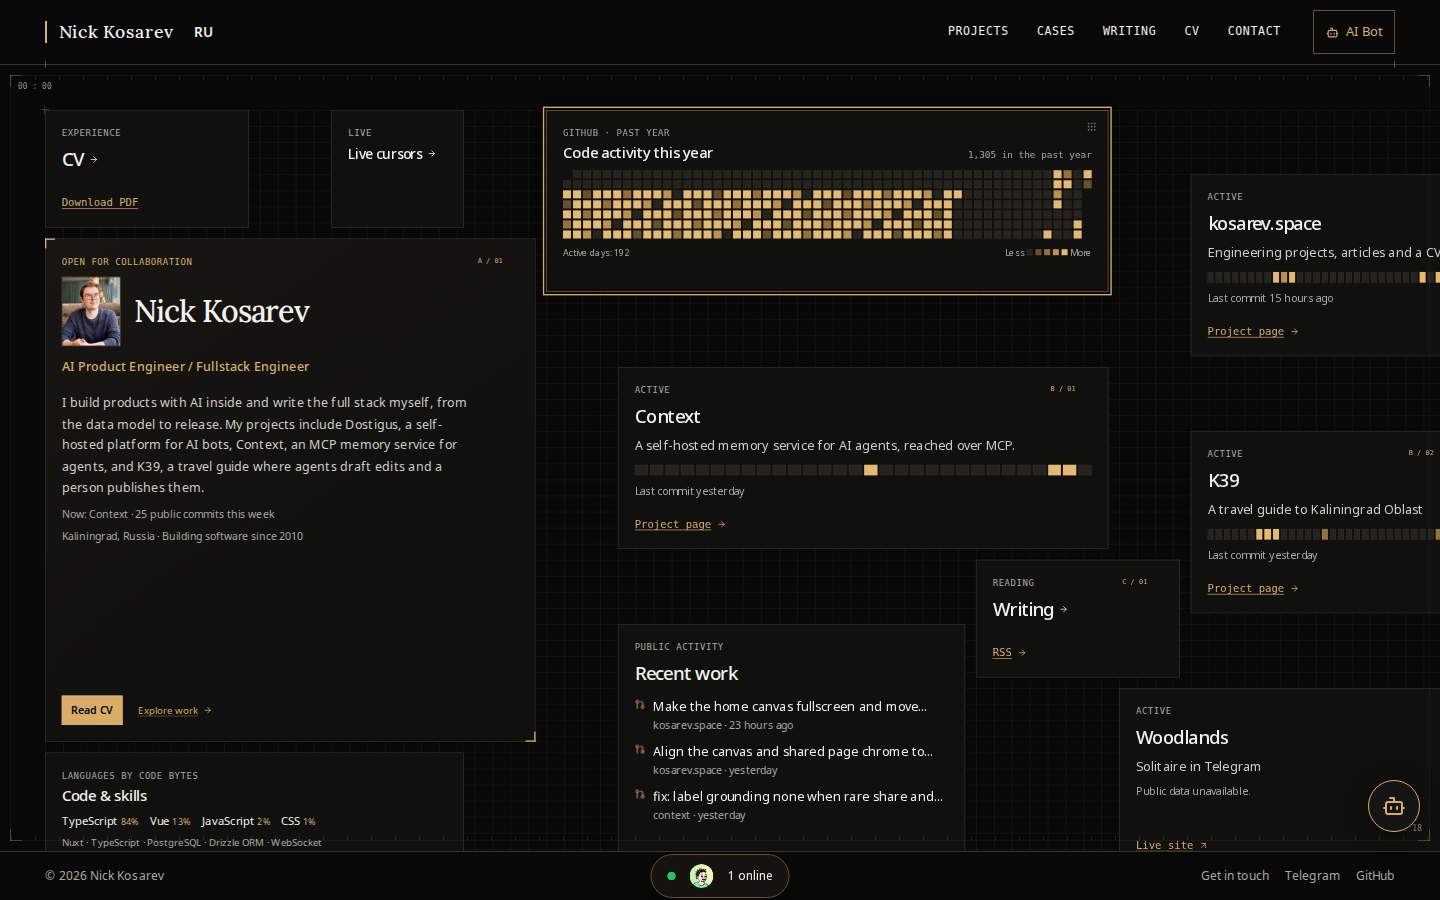 Nick Kosarev RU PROJECTS CASES WRITING CV CONTACT AI Bot
00 : 00
EXPERIENCE
CV →
Download PDF
LIVE
Live cursors →
GITHUB · PAST YEAR
Code activity this year
1,305 in the past year
Active days: 192
Less More
ACTIVE
kosarev.space
Engineering projects, articles and a CV
Last commit 15 hours ago
Project page →
OPEN FOR COLLABORATION A / 01
Nick Kosarev
AI Product Engineer / Fullstack Engineer
I build products with AI inside and write the full stack myself, from
the data model to release. My projects include Dostigus, a self-
hosted platform for AI bots, Context, an MCP memory service for
agents, and K39, a travel guide where agents draft edits and a
person publishes them.
Now: Context · 25 public commits this week
Kaliningrad, Russia · Building software since 2010
Read CV Explore work →
ACTIVE B / 01
Context
A self-hosted memory service for AI agents, reached over MCP.
Last commit yesterday
Project page →
ACTIVE B / 02
K39
A travel guide to Kaliningrad Oblast
Last commit yesterday
Project page →
READING C / 01
Writing →
RSS →
PUBLIC ACTIVITY
Recent work
Make the home canvas fullscreen and move...
kosarev.space · 23 hours ago
Align the canvas and shared page chrome to...
kosarev.space · yesterday
fix: label grounding none when rare share and...
context · yesterday
ACTIVE
Woodlands
Solitaire in Telegram
Public data unavailable.
Live site ↗
18
LANGUAGES BY CODE BYTES
Code & skills
TypeScript 84% Vue 13% JavaScript 2% CSS 1%
Nuxt · TypeScript · PostgreSQL · Drizzle ORM · WebSocket
© 2026 Nick Kosarev 1 online Get in touch Telegram GitHub